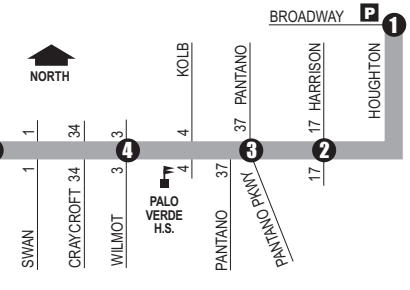 BROADWAY P
1
NORTH
KOLB
PANTANO
HARRISON
HOUGHTON
1 34 3 4 37 17
4 3 2
1 34 3 4 37 17
SWAN
CRAYCROFT
WILMOT
PALO
VERDE
H.S.
PANTANO
PANTANO PKWY